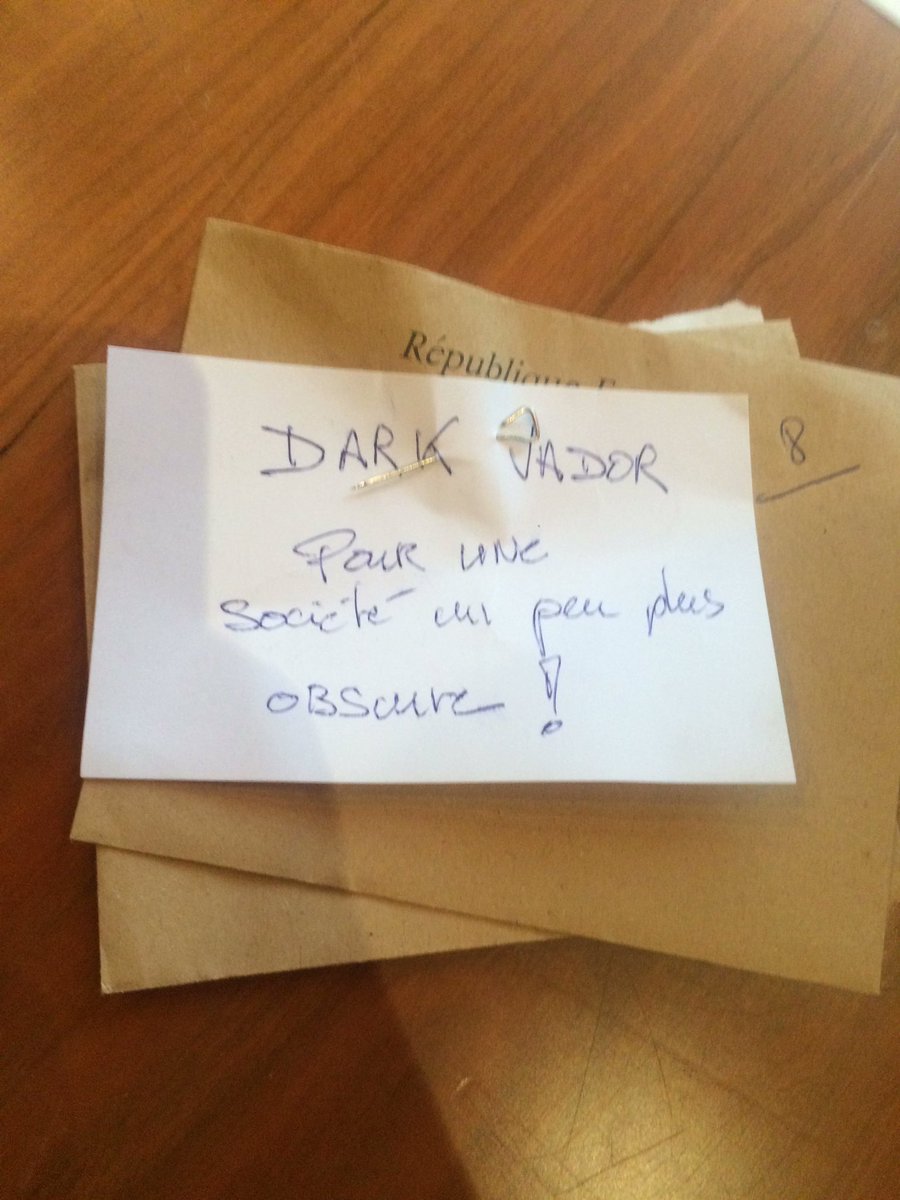 République F
8
DARK VADOR
Pour une
société un peu plus
OBSCURE !